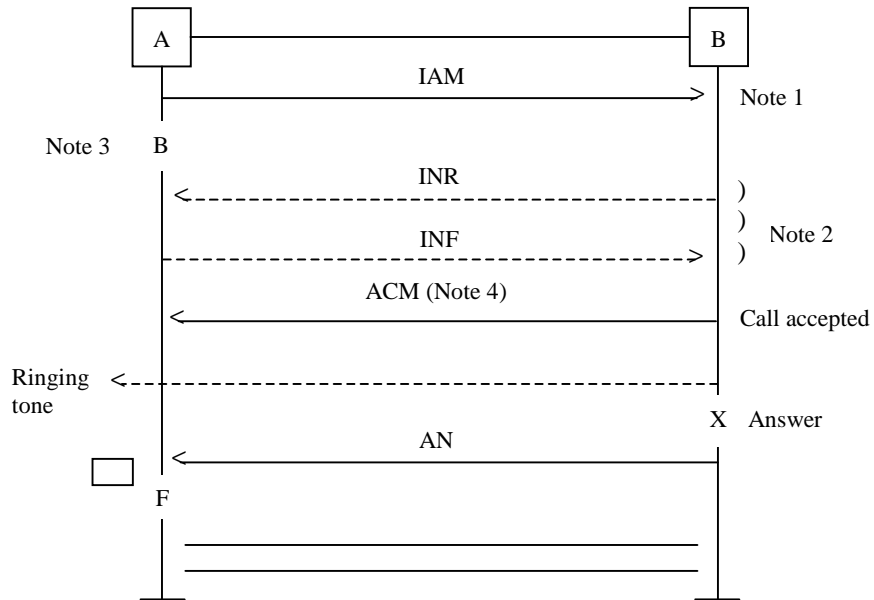 A B
IAM
Note 1
Note 3 B
INR
)
)
Note 2
INF
)
ACM (Note 4)
Call accepted
Ringing
tone
X Answer
AN
F